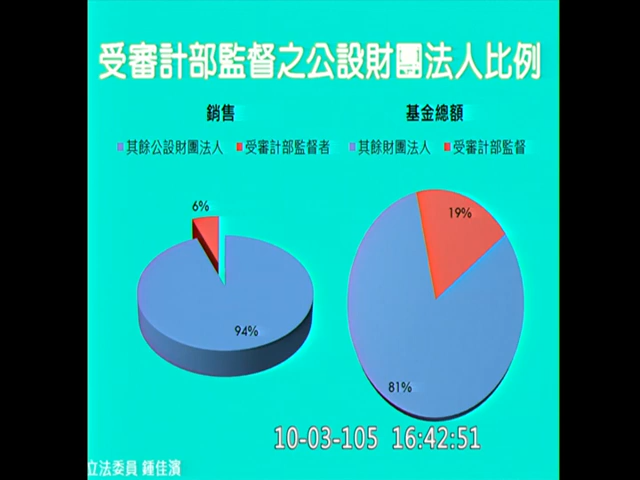 受審計部監督之公設財團法人比例
銷售
基金總額
其餘公設財團法人 受審計部監督者
其餘財團法人 受審計部監督
6%
94%
19%
81%
10-03-105 16:42:51
立法委員 鍾佳濱